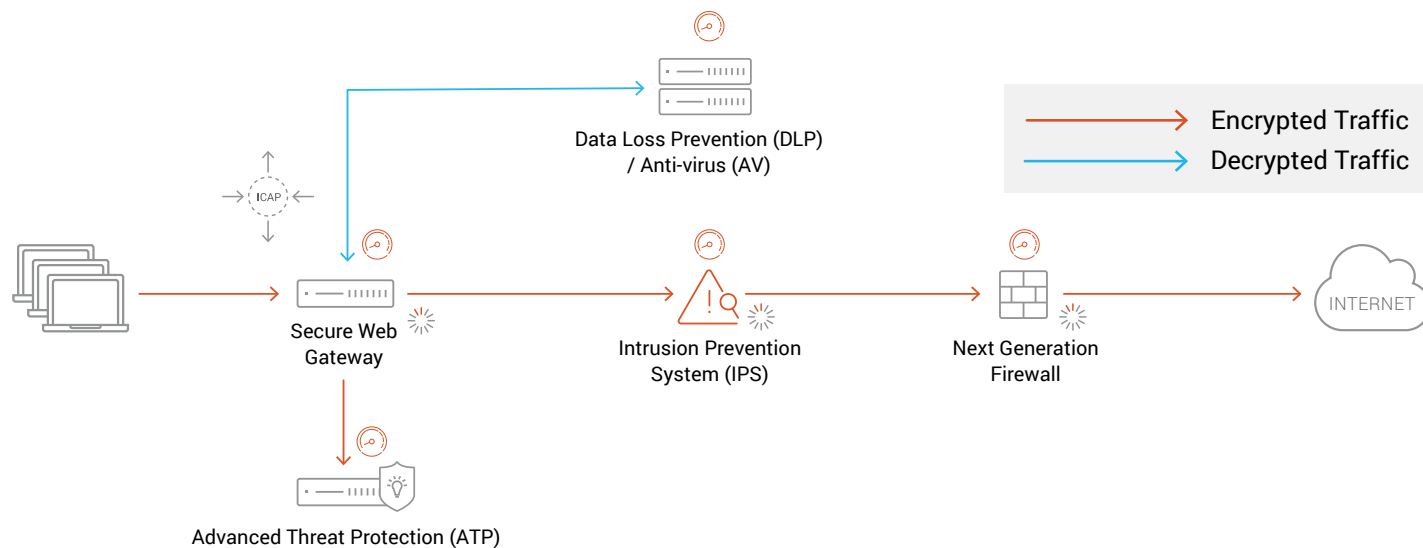 Data Loss Prevention (DLP)
/ Anti-virus (AV)
Encrypted Traffic
Decrypted Traffic
ICAP
Secure Web
Gateway
Intrusion Prevention
System (IPS)
Next Generation
Firewall
INTERNET
Advanced Threat Protection (ATP)